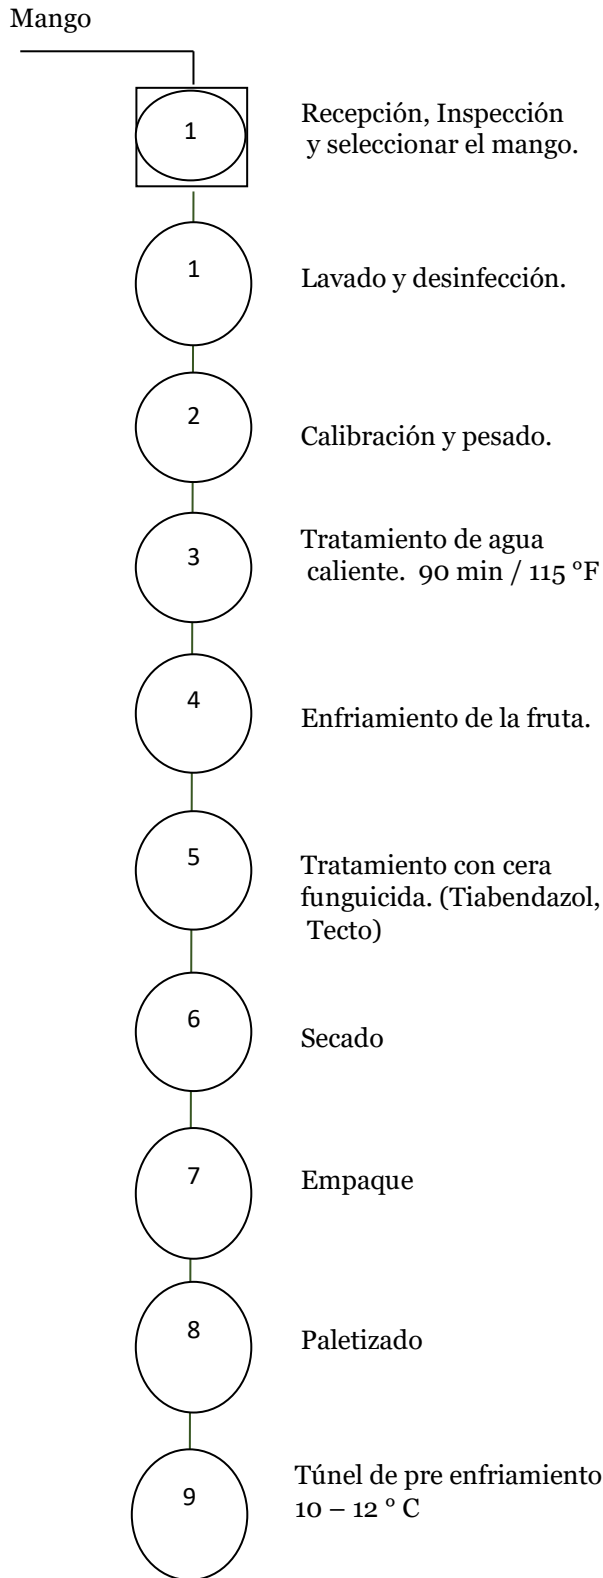 Mango
1
Recepción, Inspección
y seleccionar el mango.
1
Lavado y desinfección.
2
Calibración y pesado.
3
Tratamiento de agua
caliente. 90 min / 115 °F
4
Enfriamiento de la fruta.
5
Tratamiento con cera
funguicida. (Tiabendazol,
Tecto)
6
Secado
7
Empaque
8
Paletizado
9
Túnel de pre enfriamiento
10 – 12 ° C